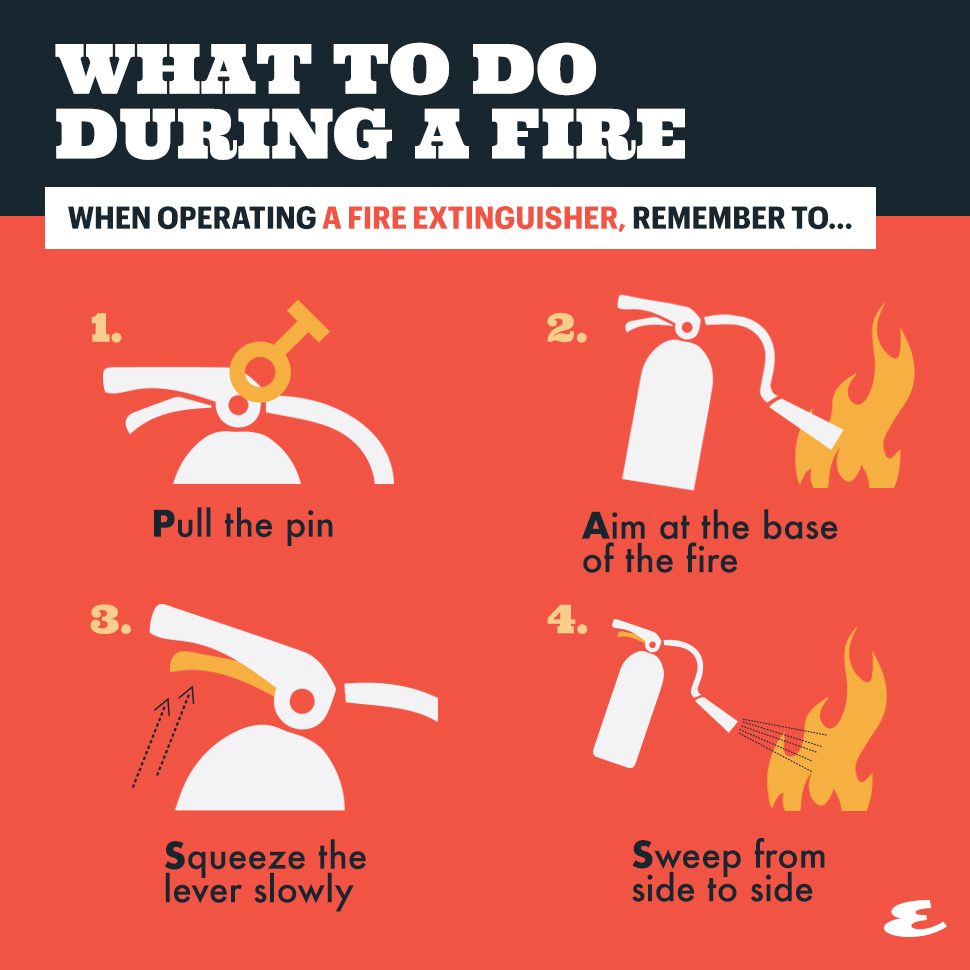 WHAT TO DO
DURING A FIRE
WHEN OPERATING A FIRE EXTINGUISHER, REMEMBER TO...
1.
Pull the pin
2.
Aim at the base
of the fire
3.
Squeeze the
lever slowly
4.
Sweep from
side to side